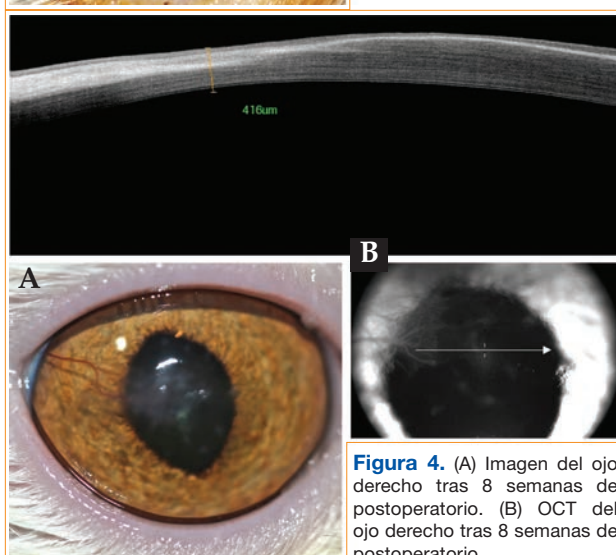 416um
B
A
Figura 4. (A) Imagen del ojo
derecho tras 8 semanas de
postoperatorio. (B) OCT del
ojo derecho tras 8 semanas de
postoperatorio